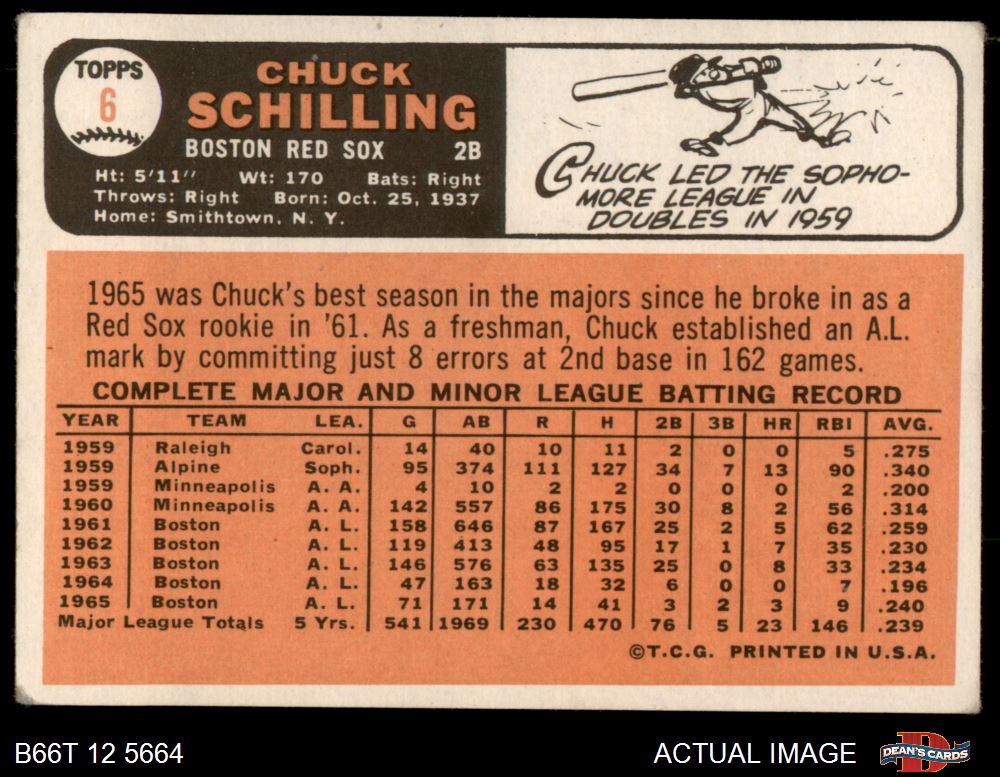 TOPPS
6
CHUCK
SCHILLING
BOSTON RED SOX 2B
Ht: 5'11" Wt: 170 Bats: Right
Throws: Right Born: Oct. 25, 1937
Home: Smithtown, N. Y.
CHUCK LED THE SOPHO-
MORE LEAGUE IN
DOUBLES IN 1959
1965 was Chuck's best season in the majors since he broke in as a
Red Sox rookie in '61. As a freshman, Chuck established an A.L.
mark by committing just 8 errors at 2nd base in 162 games.
COMPLETE MAJOR AND MINOR LEAGUE BATTING RECORD
YEAR TEAM LEA. G AB R H 2B 3B HR RBI AVG.
1959 Raleigh Carol. 14 40 10 11 2 0 0 5 .275
1959 Alpine Soph. 95 374 111 127 34 7 13 90 .340
1959 Minneapolis A. A. 4 10 2 2 0 0 0 2 .200
1960 Minneapolis A. A. 142 557 86 175 30 8 2 56 .314
1961 Boston A. L. 158 646 87 167 25 2 5 62 .259
1962 Boston A. L. 119 413 48 95 17 1 7 35 .230
1963 Boston A. L. 146 576 63 135 25 0 8 33 .234
1964 Boston A. L. 47 163 18 32 6 0 0 7 .196
1965 Boston A. L. 71 171 14 41 3 2 3 9 .240
Major League Totals 5 Yrs. 541 1969 230 470 76 5 23 146 .239
©T.C.G. PRINTED IN U.S.A.
B66T 12 5664 ACTUAL IMAGE DEAN'S CARDS